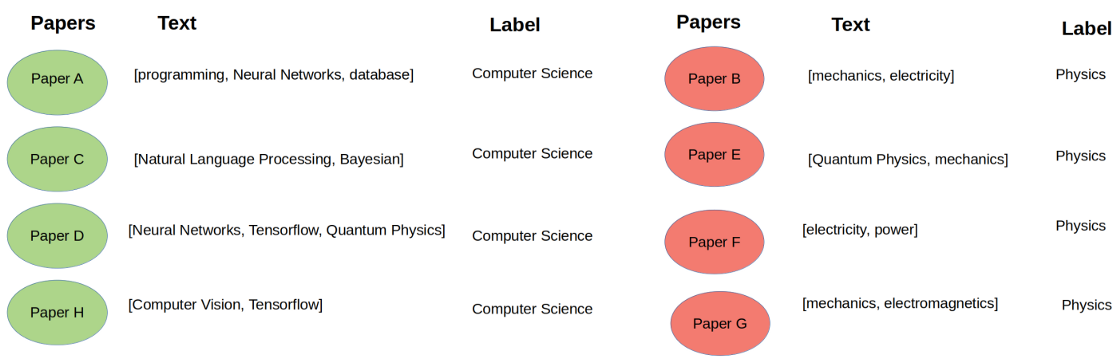 Papers Text Label
Paper A [programming, Neural Networks, database] Computer Science
Paper C [Natural Language Processing, Bayesian] Computer Science
Paper D [Neural Networks, Tensorflow, Quantum Physics] Computer Science
Paper H [Computer Vision, Tensorflow] Computer Science
Papers Text Label
Paper B [mechanics, electricity] Physics
Paper E [Quantum Physics, mechanics] Physics
Paper F [electricity, power] Physics
Paper G [mechanics, electromagnetics] Physics